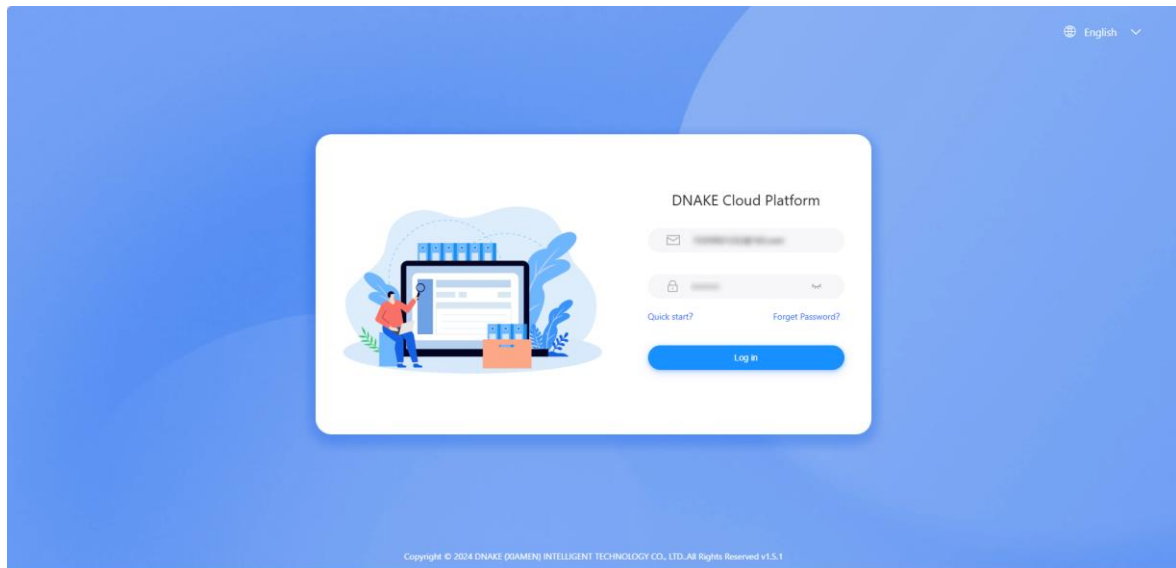 English
DNAKE Cloud Platform
Quick start?
Forget Password?
Log in
Copyright © 2024 DNAKE (XIAMEN) INTELLIGENT TECHNOLOGY CO., LTD.All Rights Reserved v1.5.1